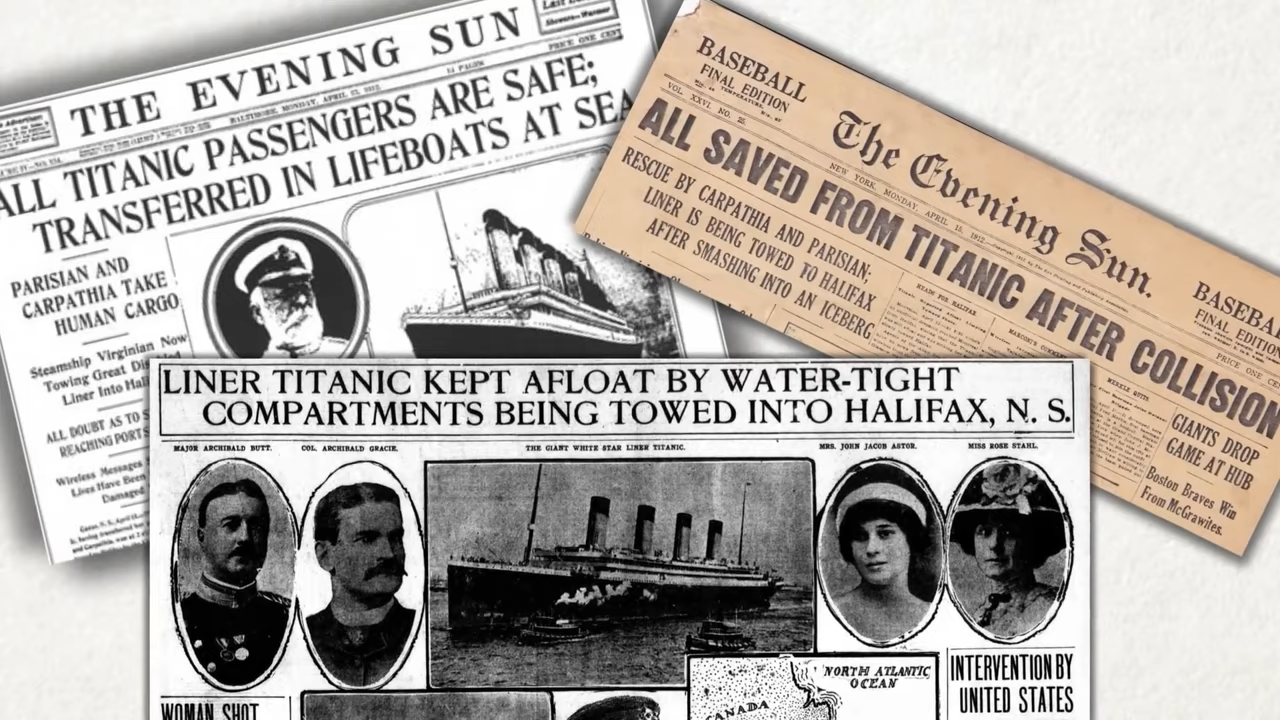 THE EVENING SUN
PRICE ONE CENT
BALTIMORE, MONDAY, APRIL 15, 1912
ALL TITANIC PASSENGERS ARE SAFE;
TRANSFERRED IN LIFEBOATS AT SEA
PARISIAN AND
CARPATHIA TAKE
HUMAN CARGO
Steamship Virginian Now
Towing Great
Liner Into
ALL DOUBT AS TO
REACHING PORT
Wireless Messages
Lives Have Been
Damaged
BASEBALL
FINAL EDITION
VOL. XXVI. NO.
The Evening Sun.
NEW YORK, MONDAY, APRIL 15, 1912.
BASEBA
FINAL EDITION
PRICE ONE CE
ALL SAVED FROM TITANIC AFTER COLLISION
RESCUE BY CARPATHIA AND PARISIAN;
LINER IS BEING TOWED TO HALIFAX
AFTER SMASHING INTO AN ICEBERG
GIANTS DROP
GAME AT HUB
Boston Braves Win
From McGrawites.
LINER TITANIC KEPT AFLOAT BY WATER-TIGHT
COMPARTMENTS BEING TOWED INTO HALIFAX, N. S.
MAJOR ARCHIBALD BUTT. COL. ARCHIBALD GRACIE. THE GIANT WHITE STAR LINER TITANIC. MRS. JOHN JACOB ASTOR. MISS ROSE STAHL.
NORTH ATLANTIC
OCEAN
CANADA
INTERVENTION BY
UNITED STATES
WOMAN SHOT